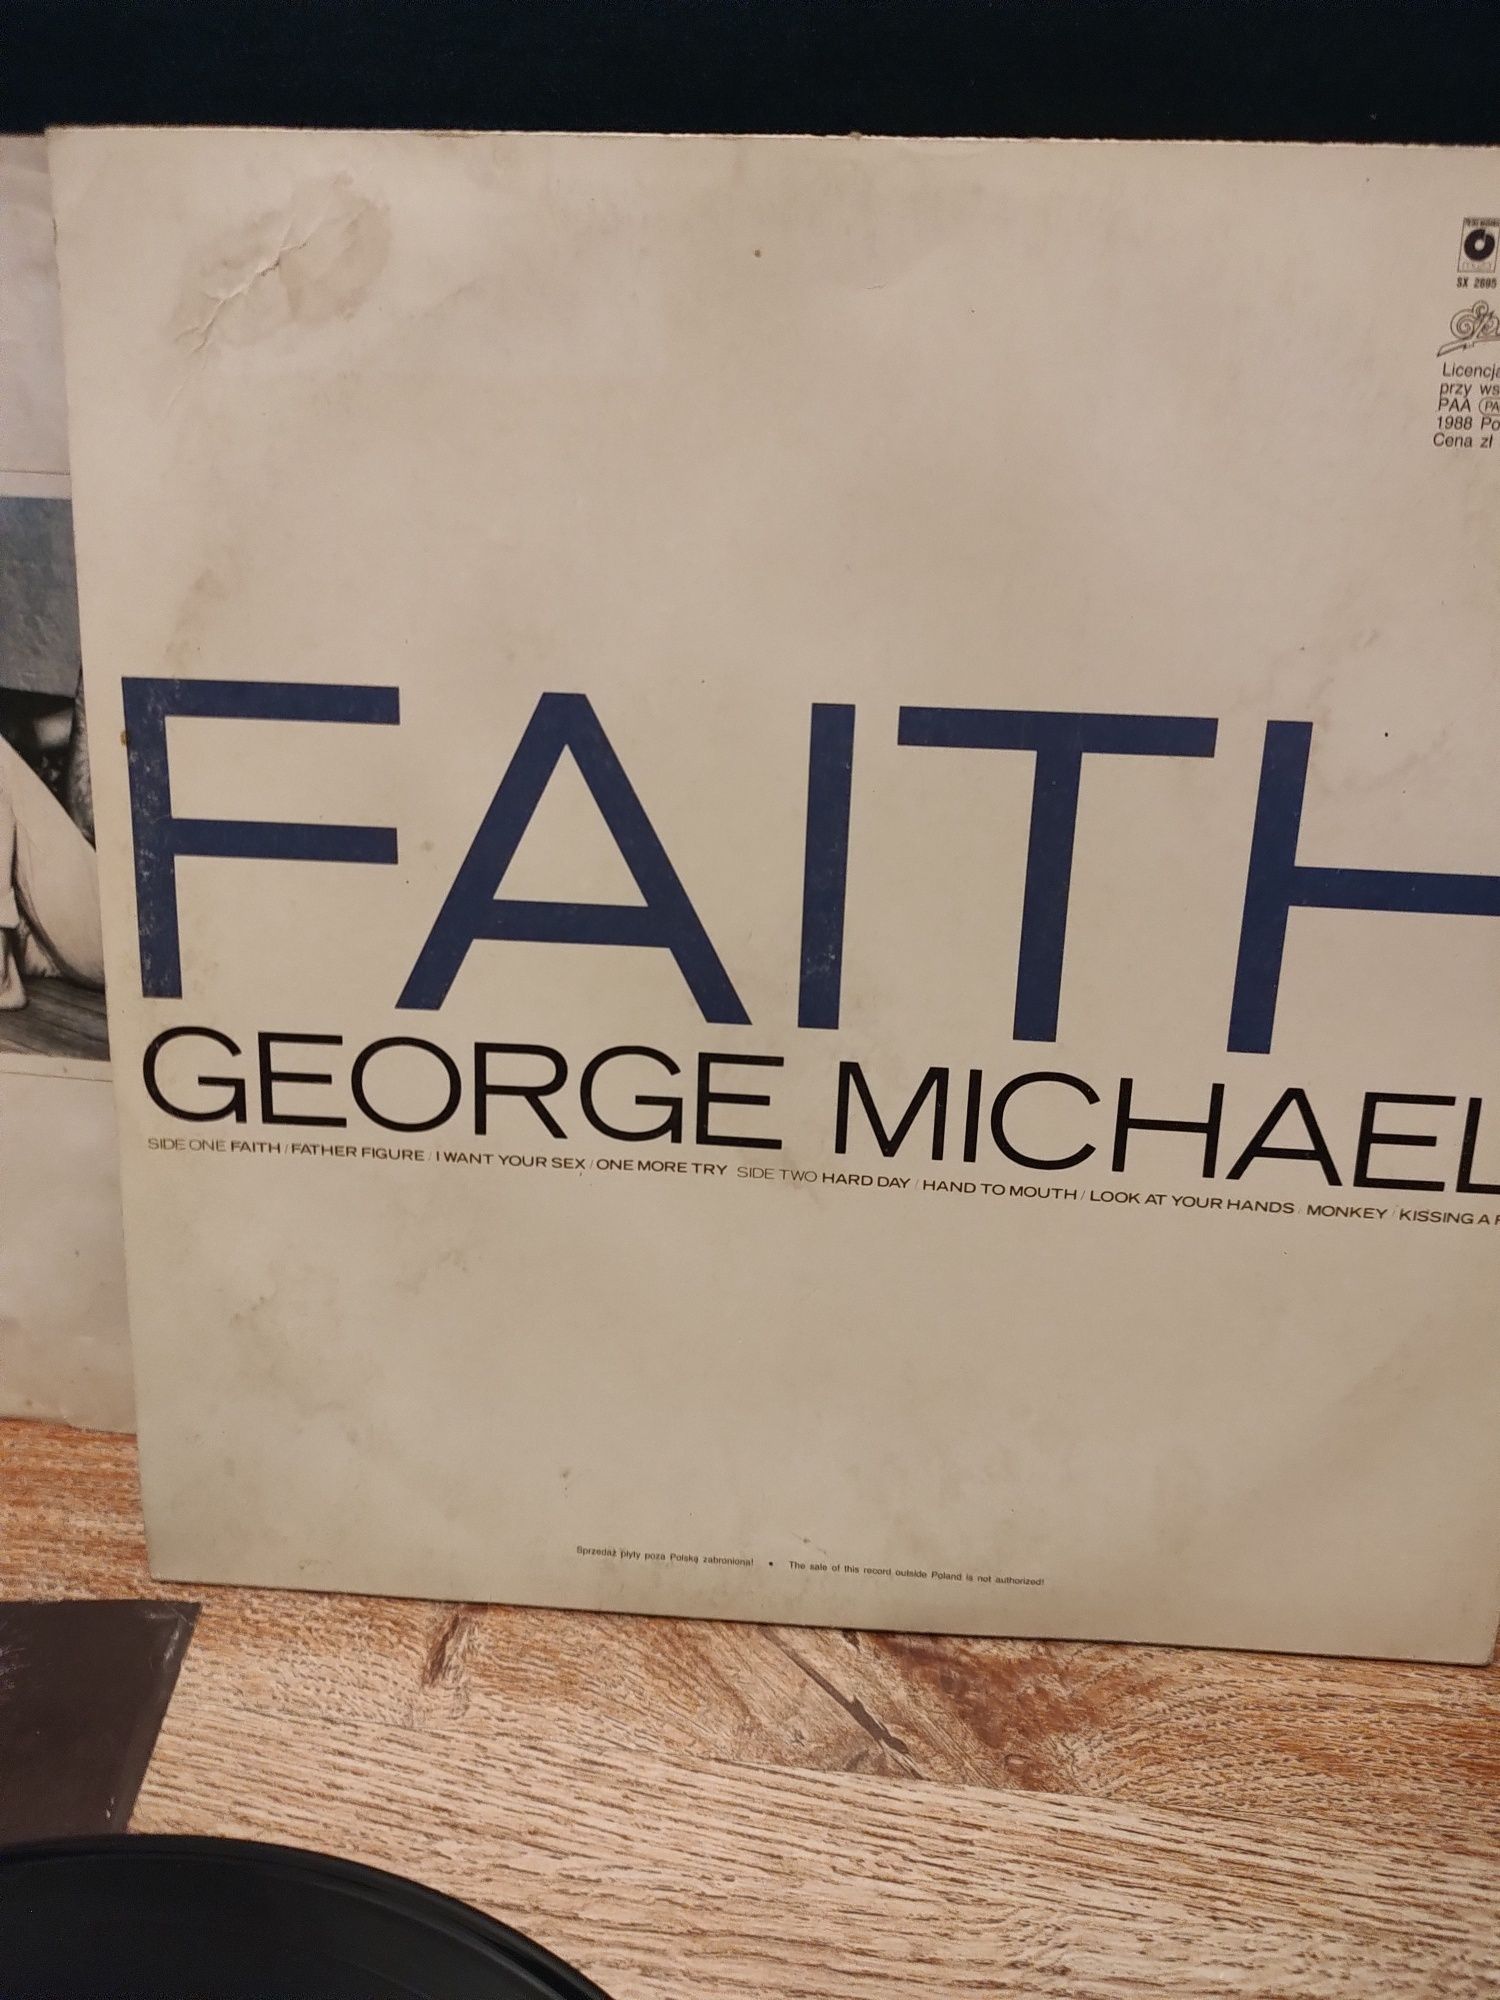 SX 2695
Licencja
przy
PAA
1988
Cena zł
FAITH
GEORGE MICHAEL
SIDE ONE FAITH / FATHER FIGURE / I WANT YOUR SEX / ONE MORE TRY SIDE TWO HARD DAY / HAND TO MOUTH / LOOK AT YOUR HANDS / MONKEY / KISSING A
Sprzedaż płyty poza Polską zabroniona! • The sale of this record outside Poland is not authorized!